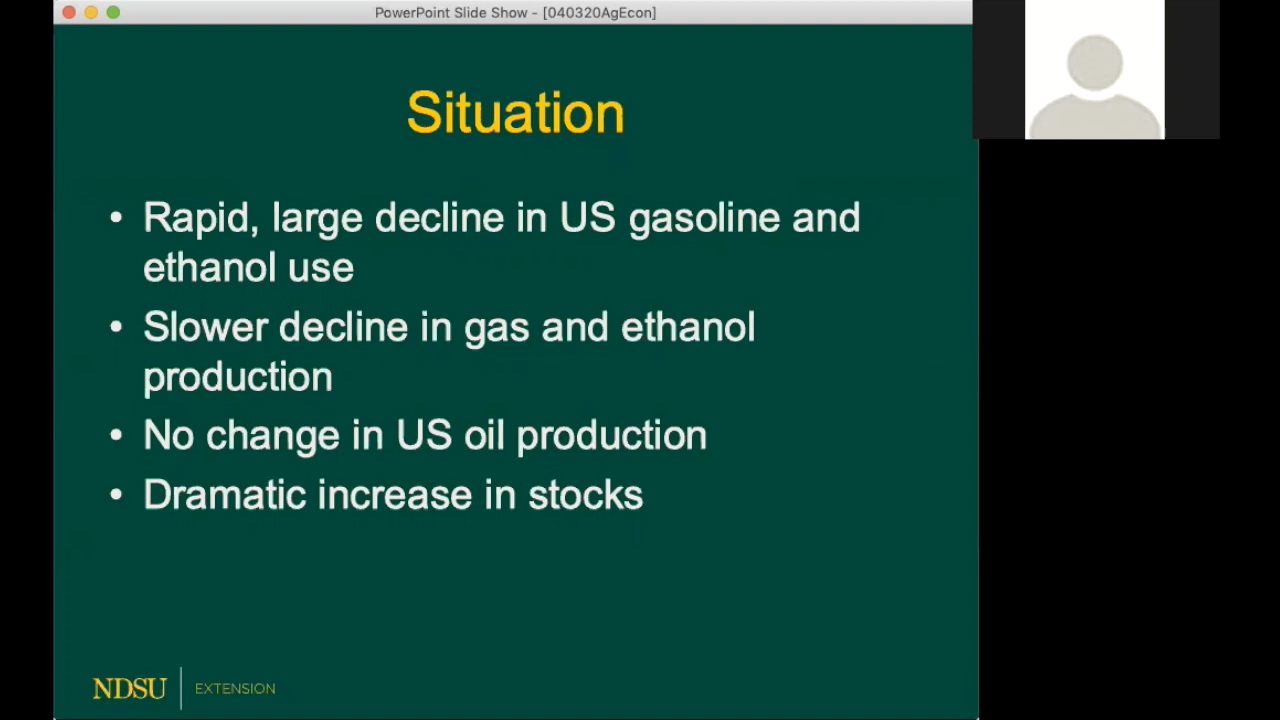 PowerPoint Slide Show - [040320AgEcon]
Situation
• Rapid, large decline in US gasoline and
ethanol use
• Slower decline in gas and ethanol
production
• No change in US oil production
• Dramatic increase in stocks
NDSU EXTENSION